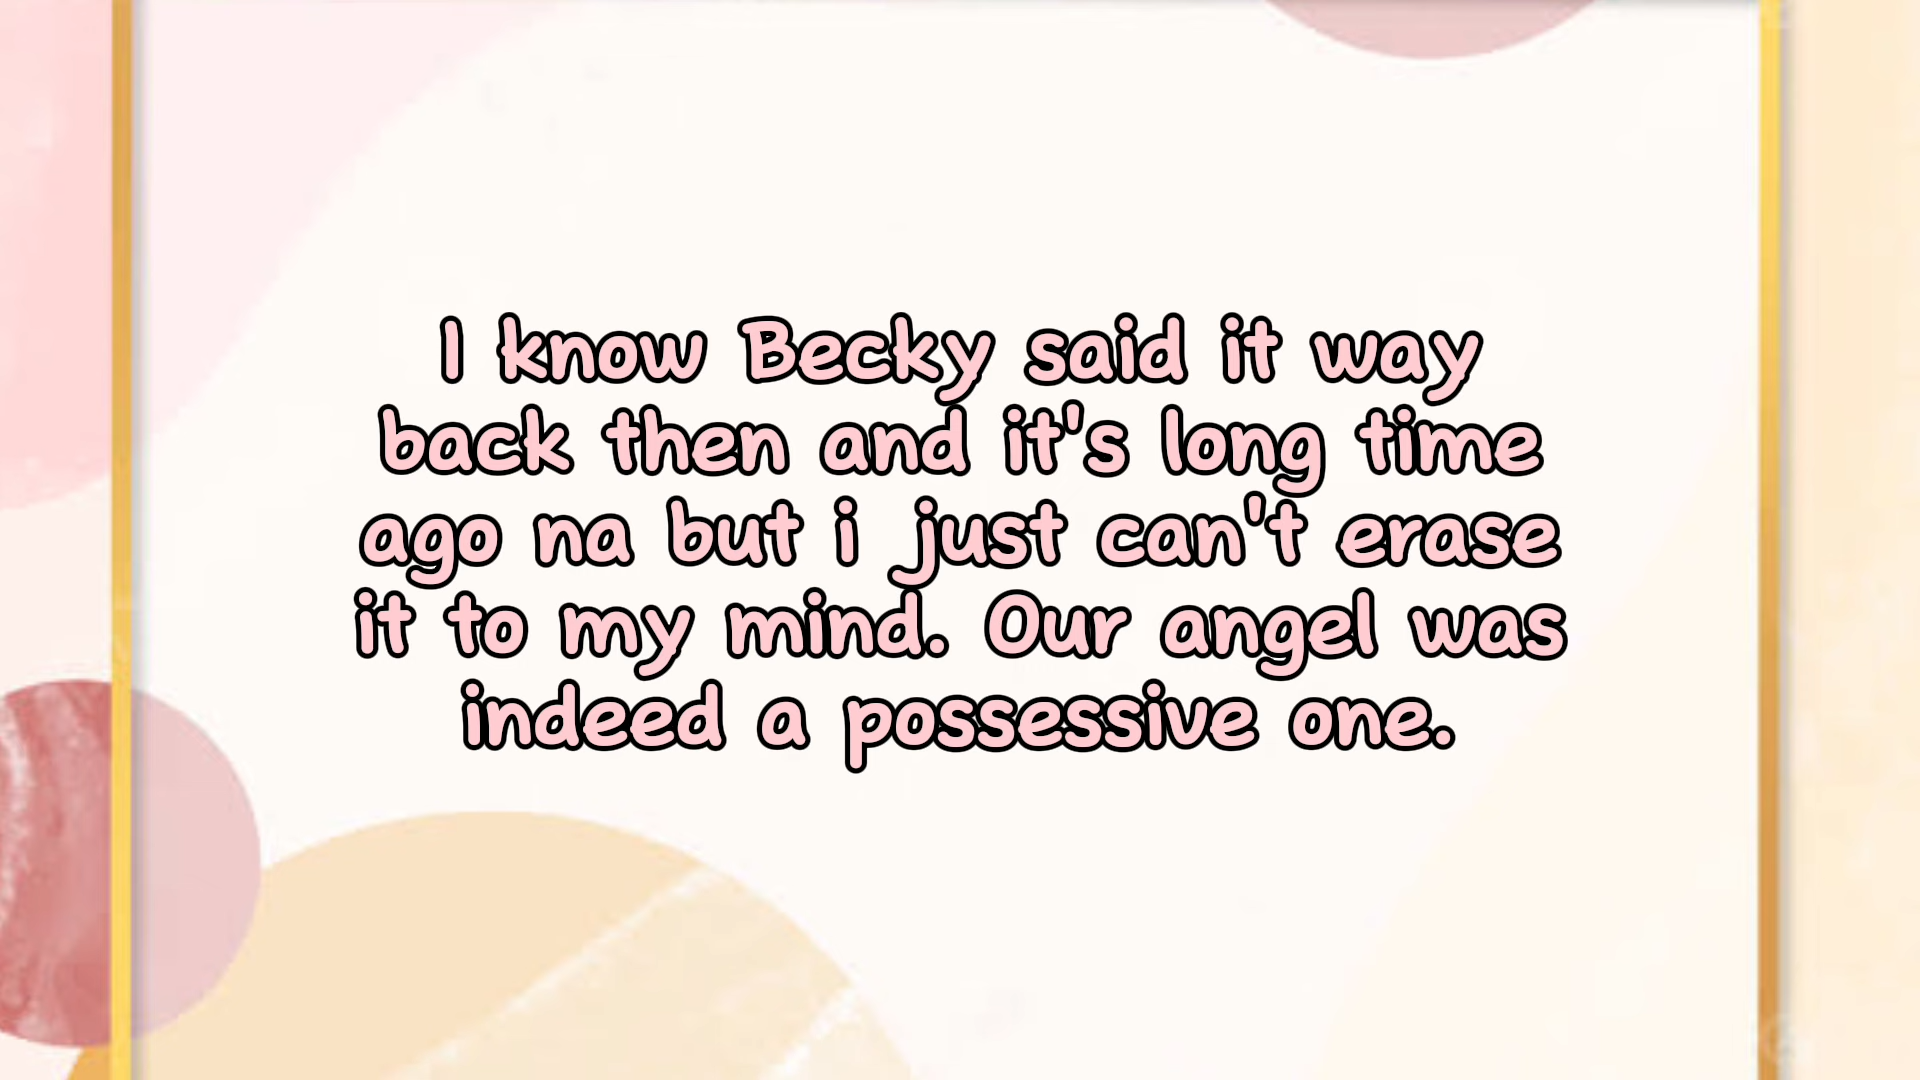 I know Becky said it way
back then and it's long time
ago na but i just can't erase
it to my mind. Our angel was
indeed a possessive one.